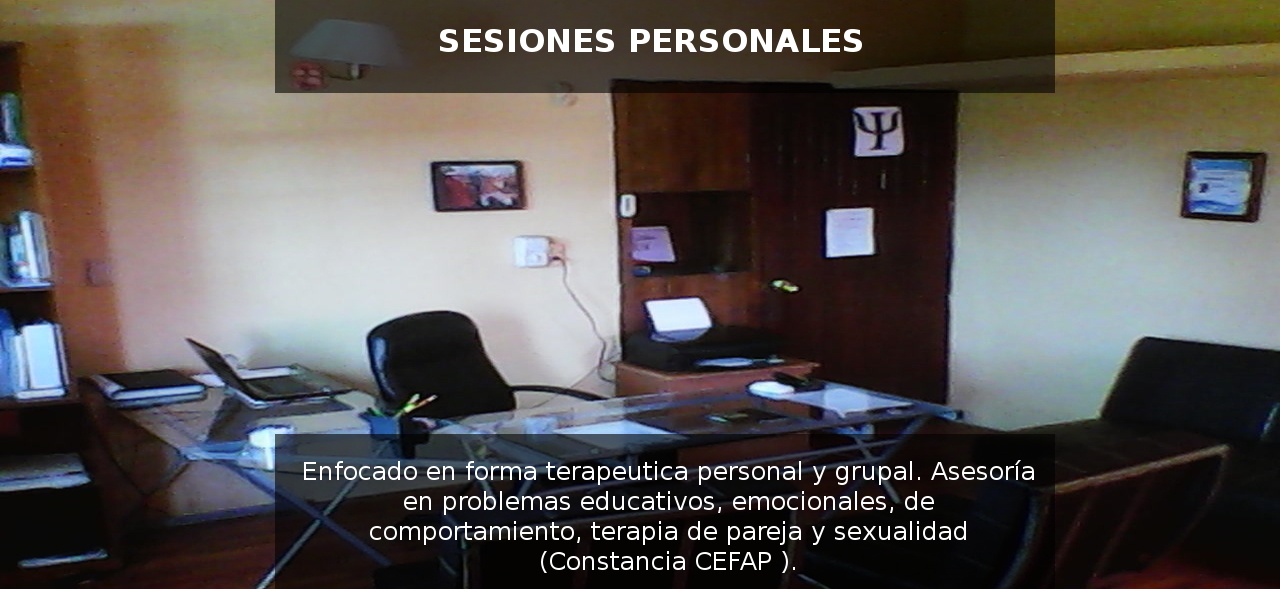 SESIONES PERSONALES
Ψ
Enfocado en forma terapeutica personal y grupal. Asesoría
en problemas educativos, emocionales, de
comportamiento, terapia de pareja y sexualidad
(Constancia CEFAP ).